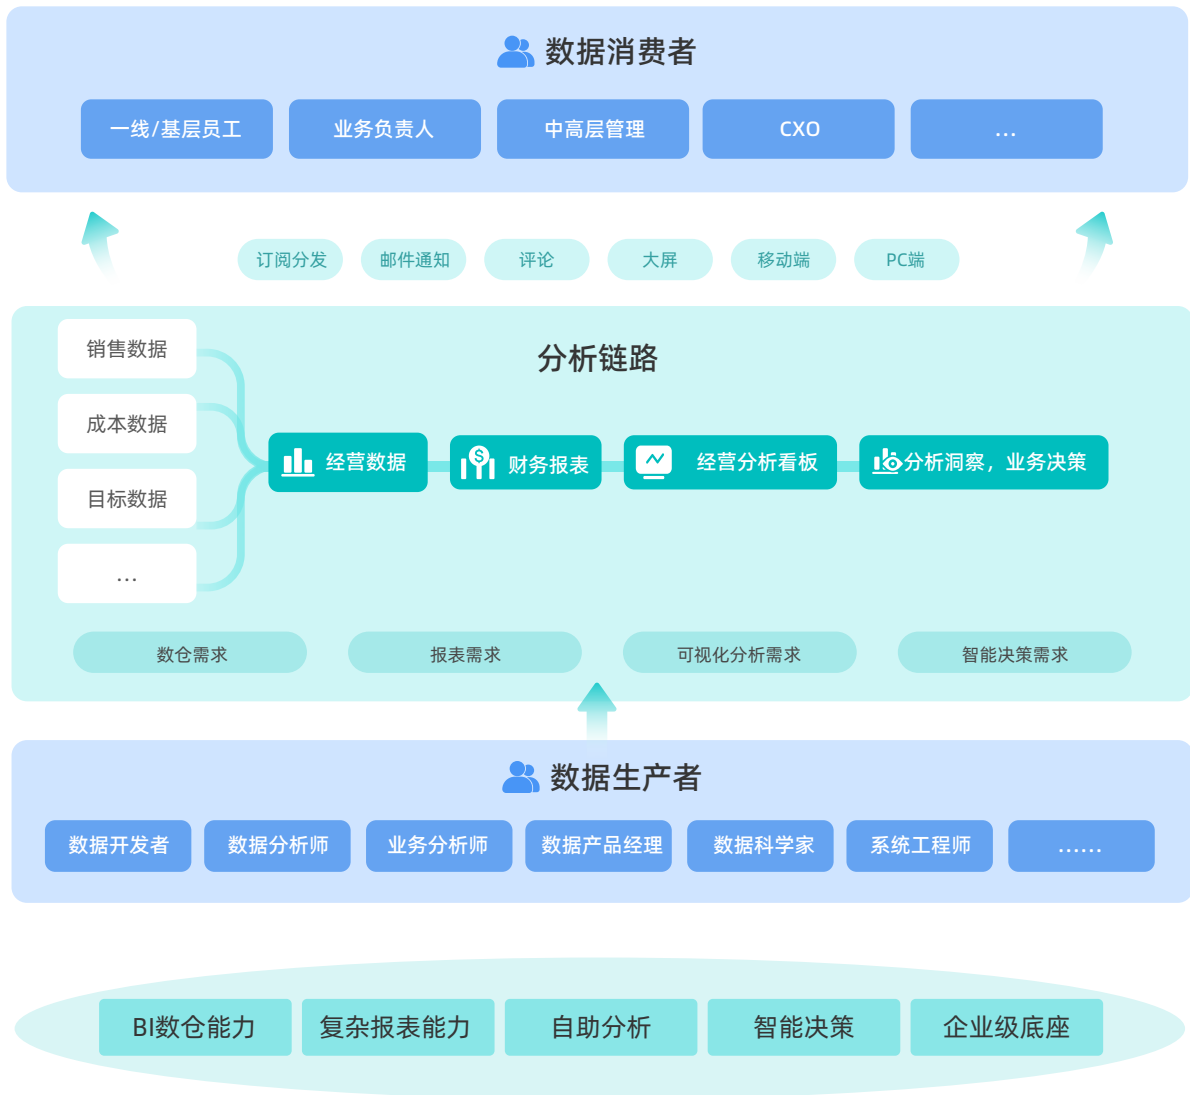 数据消费者
一线/基层员工
业务负责人
中高层管理
CXO
...
订阅分发
邮件通知
评论
大屏
移动端
PC端
分析链路
销售数据
成本数据
目标数据
...
经营数据
财务报表
经营分析看板
分析洞察，业务决策
数仓需求
报表需求
可视化分析需求
智能决策需求
数据生产者
数据开发者
数据分析师
业务分析师
数据产品经理
数据科学家
系统工程师
......
BI数仓能力
复杂报表能力
自助分析
智能决策
企业级底座